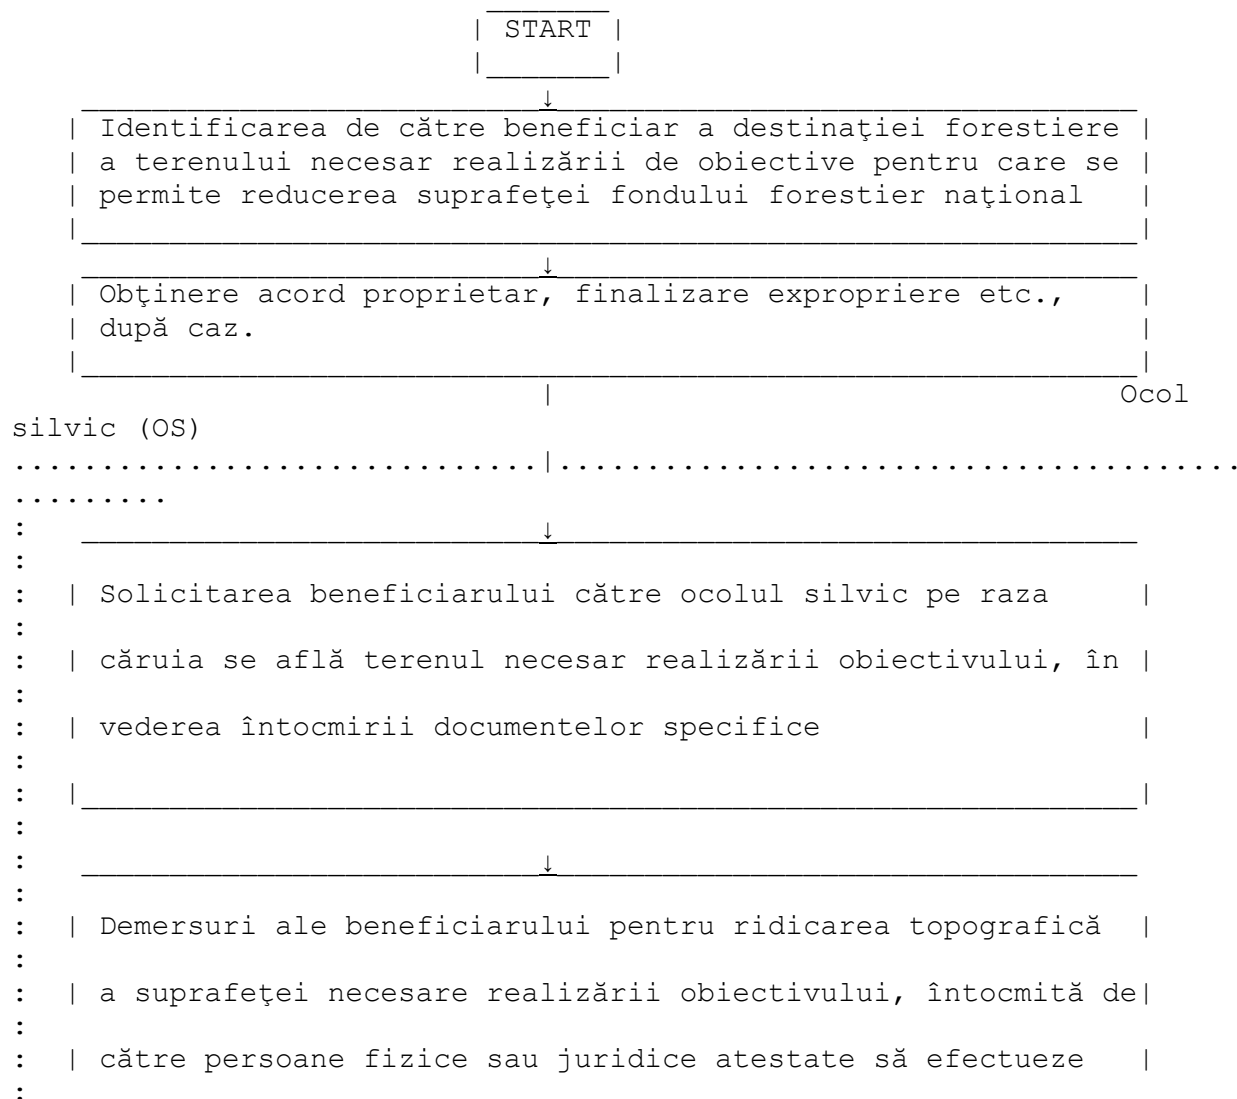 START
↓
Identificarea de către beneficiar a destinaţiei forestiere
a terenului necesar realizării de obiective pentru care se
permite reducerea suprafeţei fondului forestier naţional
↓
Obţinere acord proprietar, finalizare expropriere etc.,
după caz.
Ocol
silvic (OS)
↓
Solicitarea beneficiarului către ocolul silvic pe raza
căruia se află terenul necesar realizării obiectivului, în
vederea întocmirii documentelor specifice
↓
Demersuri ale beneficiarului pentru ridicarea topografică
a suprafeţei necesare realizării obiectivului, întocmită de
către persoane fizice sau juridice atestate să efectueze